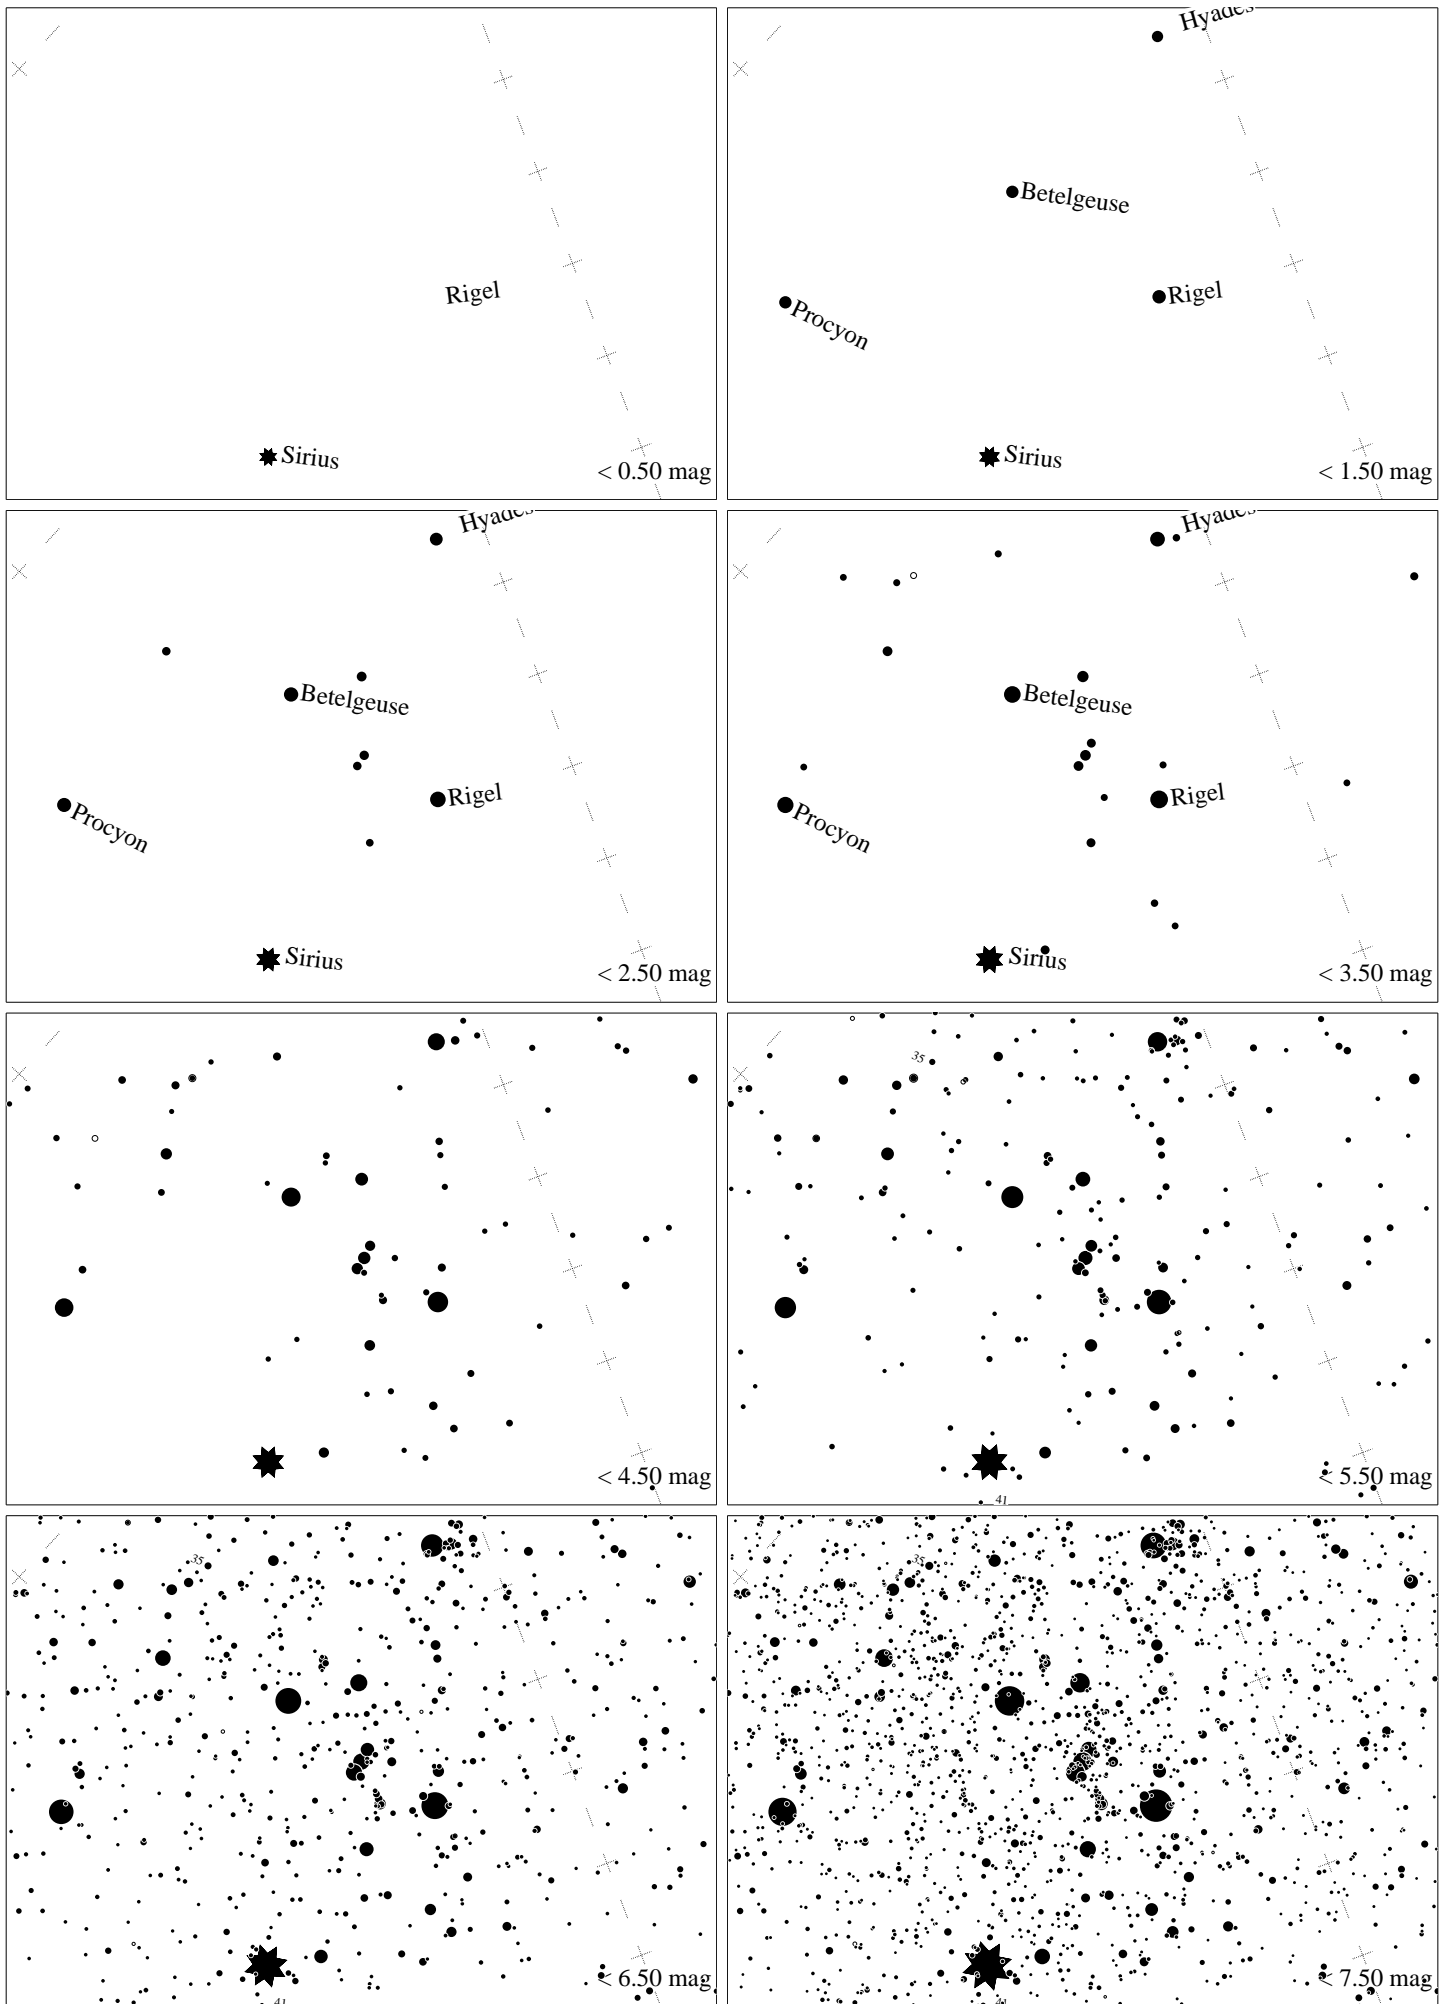 Rigel
Sirius
< 0.50 mag
Hyades
Betelgeuse
Rigel
Procyon
Sirius
< 1.50 mag
Hyades
Betelgeuse
Rigel
Procyon
Sirius
< 2.50 mag
Hyades
Betelgeuse
Rigel
Procyon
Sirius
< 3.50 mag
< 4.50 mag
35
< 5.50 mag
41
35
< 6.50 mag
41
35
< 7.50 mag
41